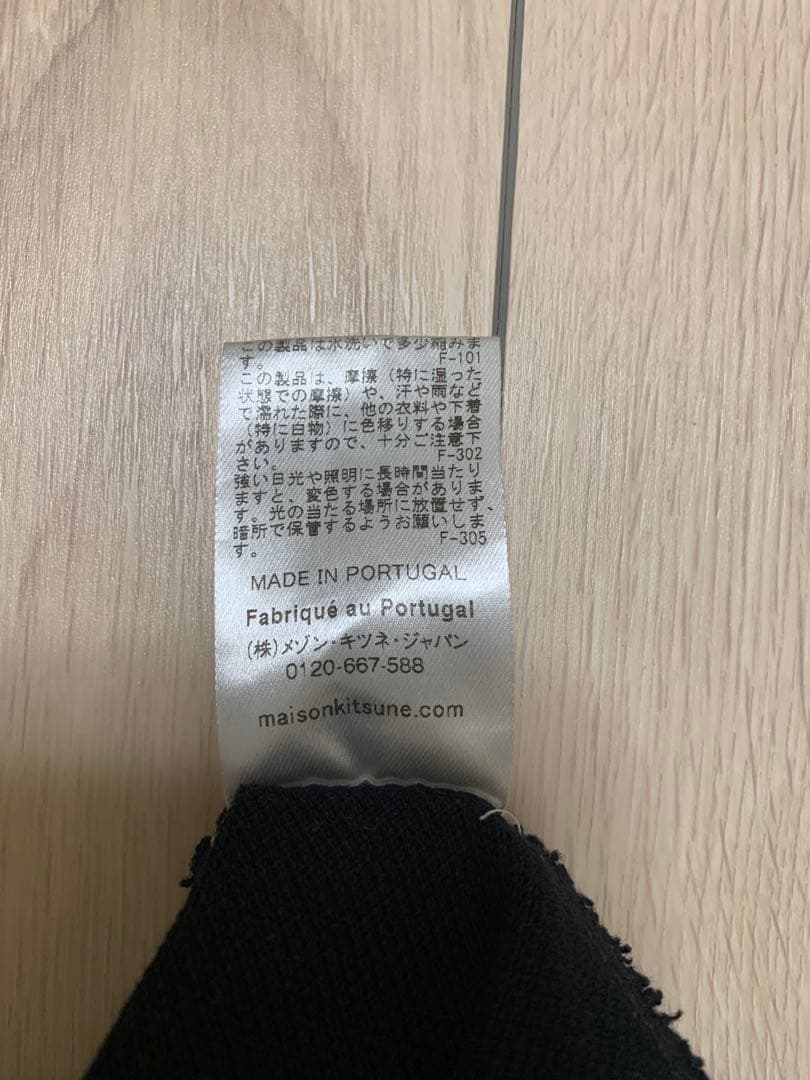 この製品は水洗いで多少縮みま
す。 F-101
この製品は、摩擦（特に湿った
状態での摩擦）や、汗や雨など
で濡れた際に、他の衣料や下着
（特に白物）に色移りする場合
がありますので、十分ご注意下
さい。 F-302
強い日光や照明に長時間当たり
ますと、変色する場合がありま
す。光の当たる場所に放置せず、
暗所で保管するようお願いしま
す。 F-305
MADE IN PORTUGAL
Fabriqué au Portugal
(株)メゾン・キツネ・ジャパン
0120-667-588
maisonkitsune.com